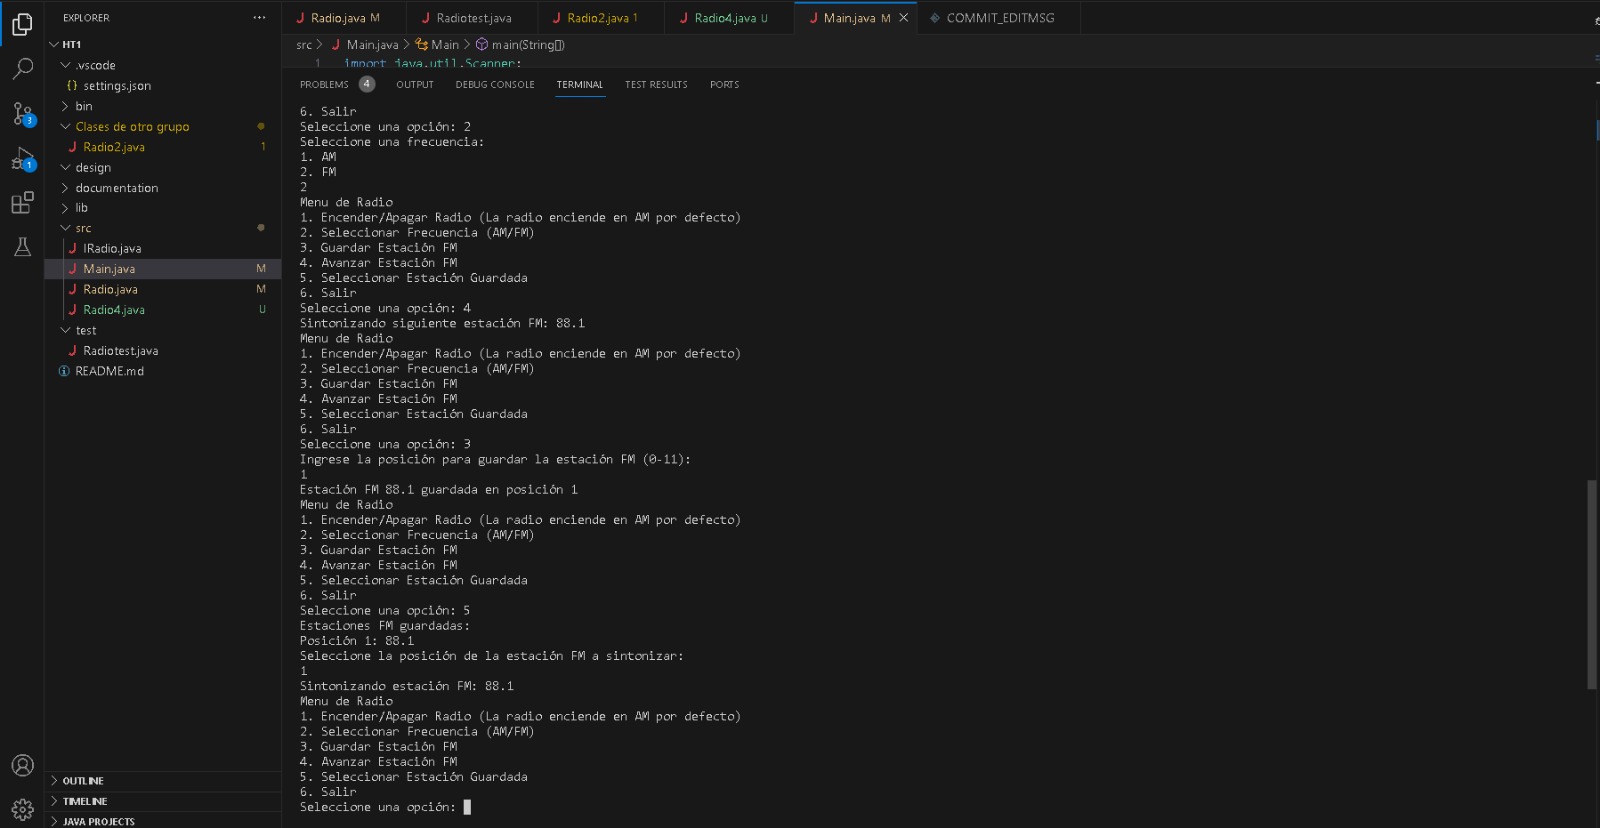 EXPLORER
HT1
.vscode
{} settings.json
bin
Clases de otro grupo
Radio2.java 1
design
documentation
lib
src
IRadio.java
Main.java M
Radio.java M
Radio4.java U
test
Radiotest.java
README.md
OUTLINE
TIMELINE
JAVA PROJECTS
3
1
Radio.java M
Radiotest.java
Radio2.java 1
Radio4.java U
Main.java M
COMMIT_EDITMSG
src > Main.java > Main > main(String[])
1 import java.util.Scanner;
PROBLEMS 4 OUTPUT DEBUG CONSOLE TERMINAL TEST RESULTS PORTS
6. Salir
Seleccione una opción: 2
Seleccione una frecuencia:
1. AM
2. FM
2
Menu de Radio
1. Encender/Apagar Radio (La radio enciende en AM por defecto)
2. Seleccionar Frecuencia (AM/FM)
3. Guardar Estación FM
4. Avanzar Estación FM
5. Seleccionar Estación Guardada
6. Salir
Seleccione una opción: 4
Sintonizando siguiente estación FM: 88.1
Menu de Radio
1. Encender/Apagar Radio (La radio enciende en AM por defecto)
2. Seleccionar Frecuencia (AM/FM)
3. Guardar Estación FM
4. Avanzar Estación FM
5. Seleccionar Estación Guardada
6. Salir
Seleccione una opción: 3
Ingrese la posición para guardar la estación FM (0-11):
1
Estación FM 88.1 guardada en posición 1
Menu de Radio
1. Encender/Apagar Radio (La radio enciende en AM por defecto)
2. Seleccionar Frecuencia (AM/FM)
3. Guardar Estación FM
4. Avanzar Estación FM
5. Seleccionar Estación Guardada
6. Salir
Seleccione una opción: 5
Estaciones FM guardadas:
Posición 1: 88.1
Seleccione la posición de la estación FM a sintonizar:
1
Sintonizando estación FM: 88.1
Menu de Radio
1. Encender/Apagar Radio (La radio enciende en AM por defecto)
2. Seleccionar Frecuencia (AM/FM)
3. Guardar Estación FM
4. Avanzar Estación FM
5. Seleccionar Estación Guardada
6. Salir
Seleccione una opción: